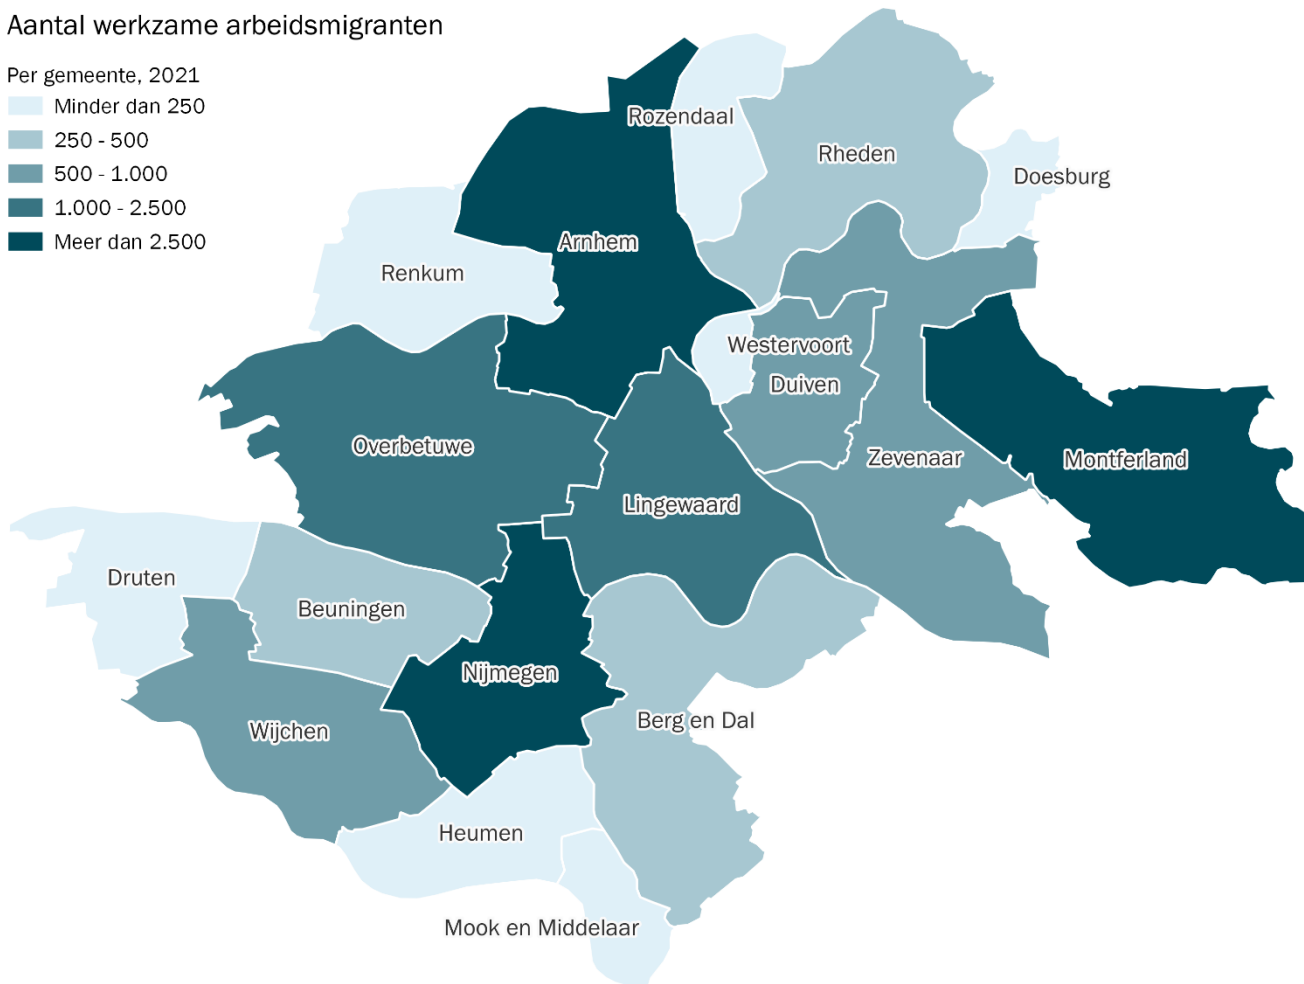 Aantal werkzame arbeidsmigranten
Per gemeente, 2021
Minder dan 250
250 - 500
500 - 1.000
1.000 - 2.500
Meer dan 2.500
Rozendaal
Rheden
Doesburg
Arnhem
Renkum
Westervoort
Duiven
Overbetuwe
Zevenaar
Montferland
Lingewaard
Druten
Beuningen
Nijmegen
Berg en Dal
Wijchen
Heumen
Mook en Middelaar